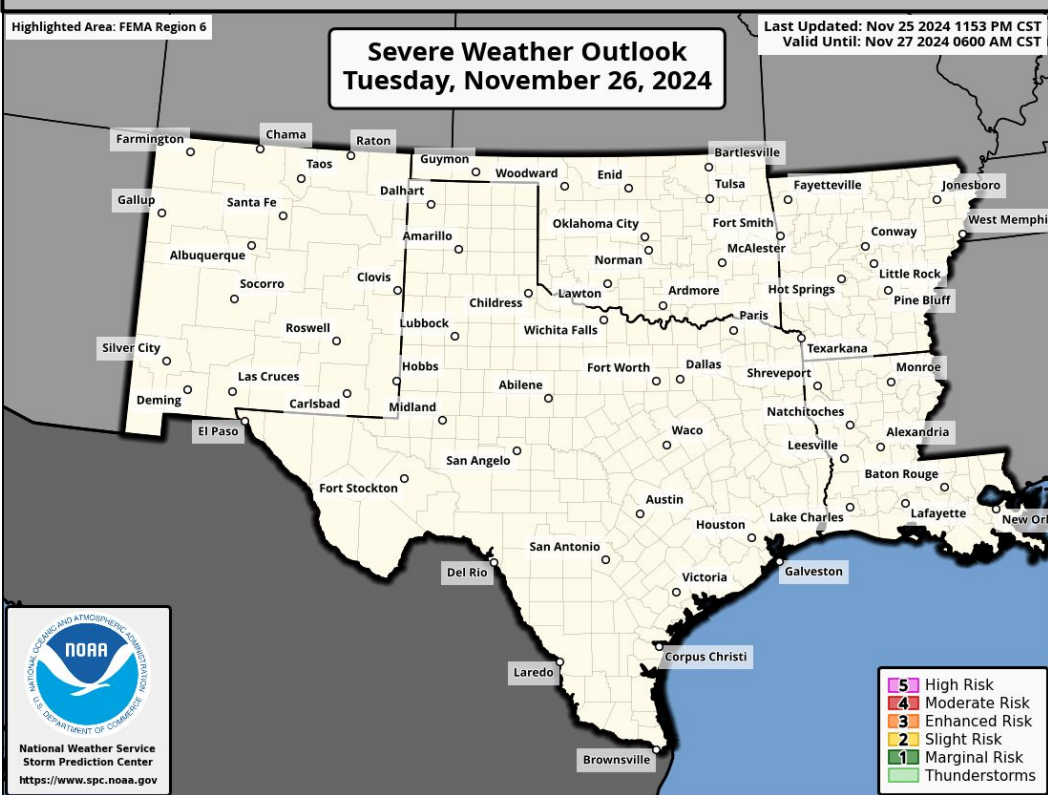 Highlighted Area: FEMA Region 6
Last Updated: Nov 25 2024 1153 PM CST
Valid Until: Nov 27 2024 0600 AM CST
Severe Weather Outlook
Tuesday, November 26, 2024
Farmington
Chama
Raton
Taos
Guymon
Woodward
Enid
Bartlesville
Tulsa
Fayetteville
Jonesboro
Gallup
Santa Fe
Dalhart
Oklahoma City
Fort Smith
West Memphi
Albuquerque
Amarillo
Norman
McAlester
Conway
Socorro
Clovis
Childress
Lawton
Ardmore
Hot Springs
Little Rock
Pine Bluff
Roswell
Lubbock
Wichita Falls
Paris
Texarkana
Silver City
Las Cruces
Hobbs
Abilene
Fort Worth
Dallas
Shreveport
Monroe
Deming
Carlsbad
Midland
Natchitoches
El Paso
San Angelo
Waco
Leesville
Alexandria
Fort Stockton
Baton Rouge
Austin
Houston
Lake Charles
Lafayette
New Orl
San Antonio
Del Rio
Galveston
Victoria
Laredo
Corpus Christi
Brownsville
NATIONAL OCEANIC AND ATMOSPHERIC ADMINISTRATION
NOAA
U.S. DEPARTMENT OF COMMERCE
National Weather Service
Storm Prediction Center
https://www.spc.noaa.gov
5 High Risk
4 Moderate Risk
3 Enhanced Risk
2 Slight Risk
1 Marginal Risk
Thunderstorms